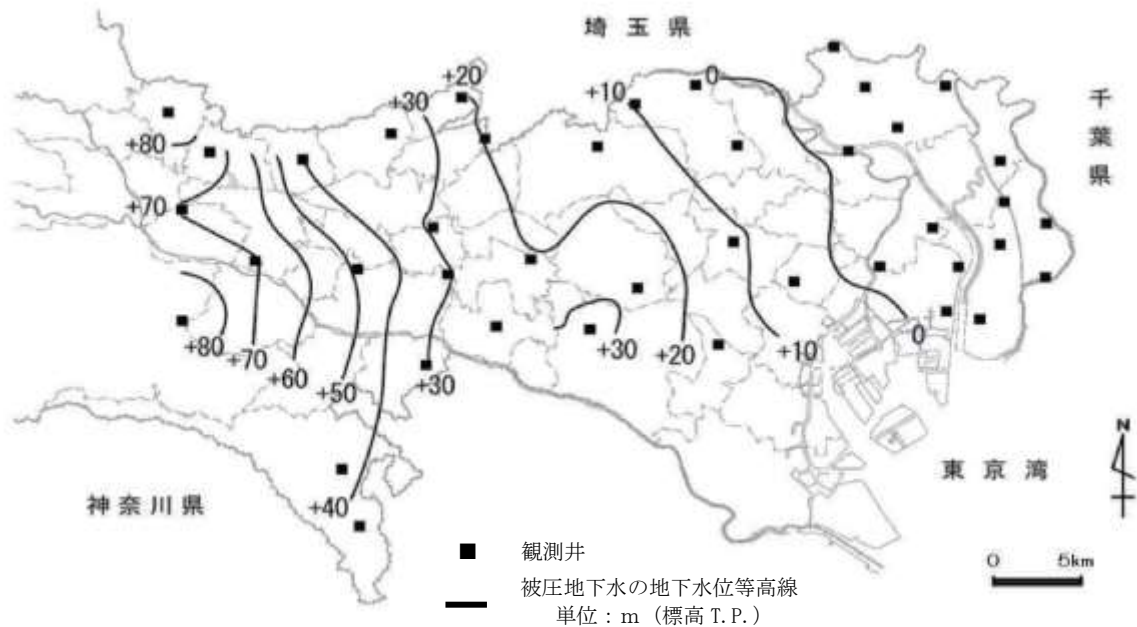 埼玉県
千葉県
+80
+70
+30
+20
+10
0
+80
+70
+60
+50
+40
+30
+30
+20
+10
0
N
東京湾
神奈川県
0 5km
■ 観測井
被圧地下水の地下水位等高線
単位：ｍ（標高 T.P.）